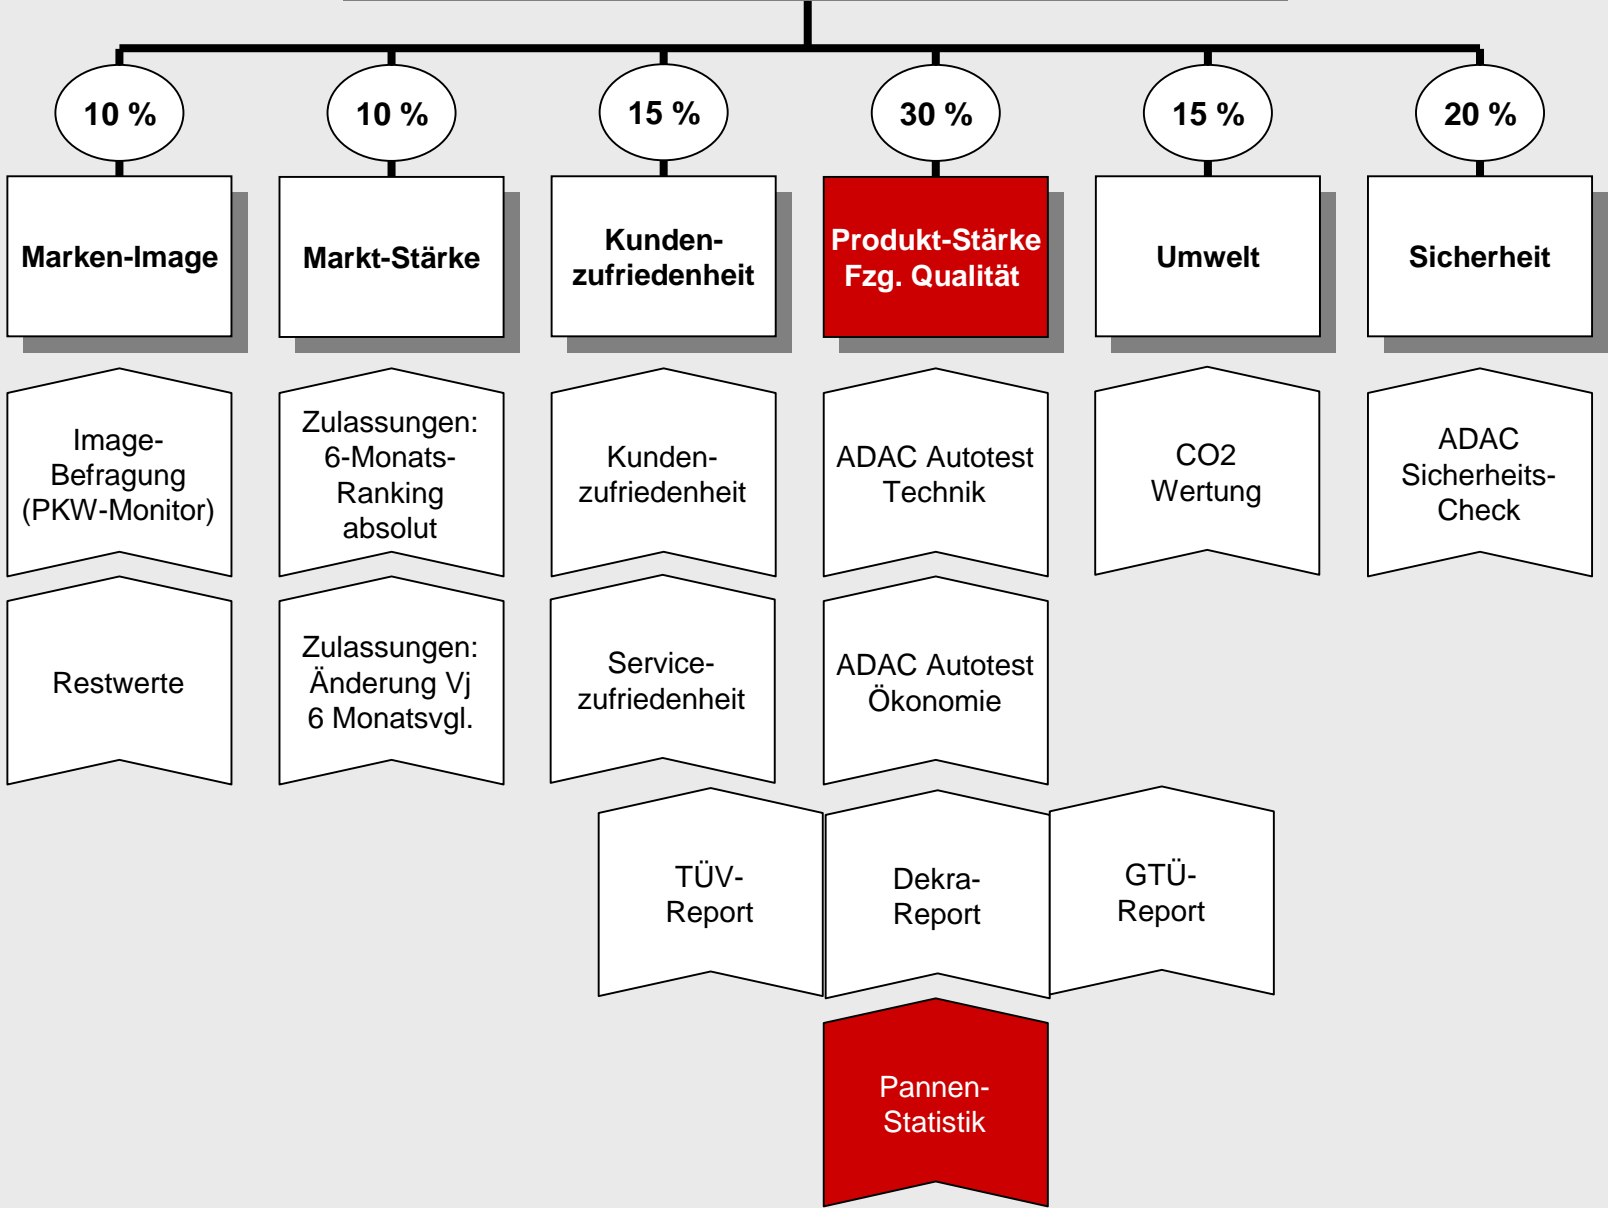 10 %
10 %
15 %
30 %
15 %
20 %
Marken-Image
Markt-Stärke
Kunden-
zufriedenheit
Produkt-Stärke
Fzg. Qualität
Umwelt
Sicherheit
Image-
Befragung
(PKW-Monitor)
Zulassungen:
6-Monats-
Ranking
absolut
Kunden-
zufriedenheit
ADAC Autotest
Technik
CO2
Wertung
ADAC
Sicherheits-
Check
Restwerte
Zulassungen:
Änderung Vj
6 Monatsvgl.
Service-
zufriedenheit
ADAC Autotest
Ökonomie
TÜV-
Report
Dekra-
Report
GTÜ-
Report
Pannen-
Statistik